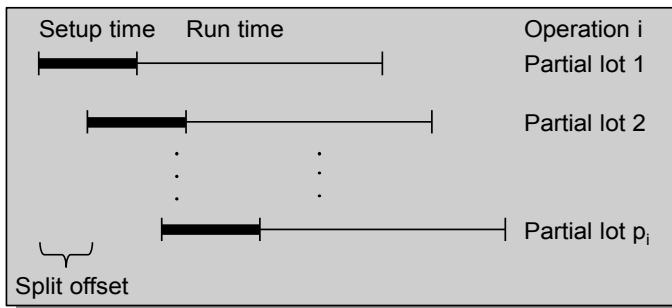 Setup time Run time Operation i
Partial lot 1
Partial lot 2
Partial lot pᵢ
Split offset